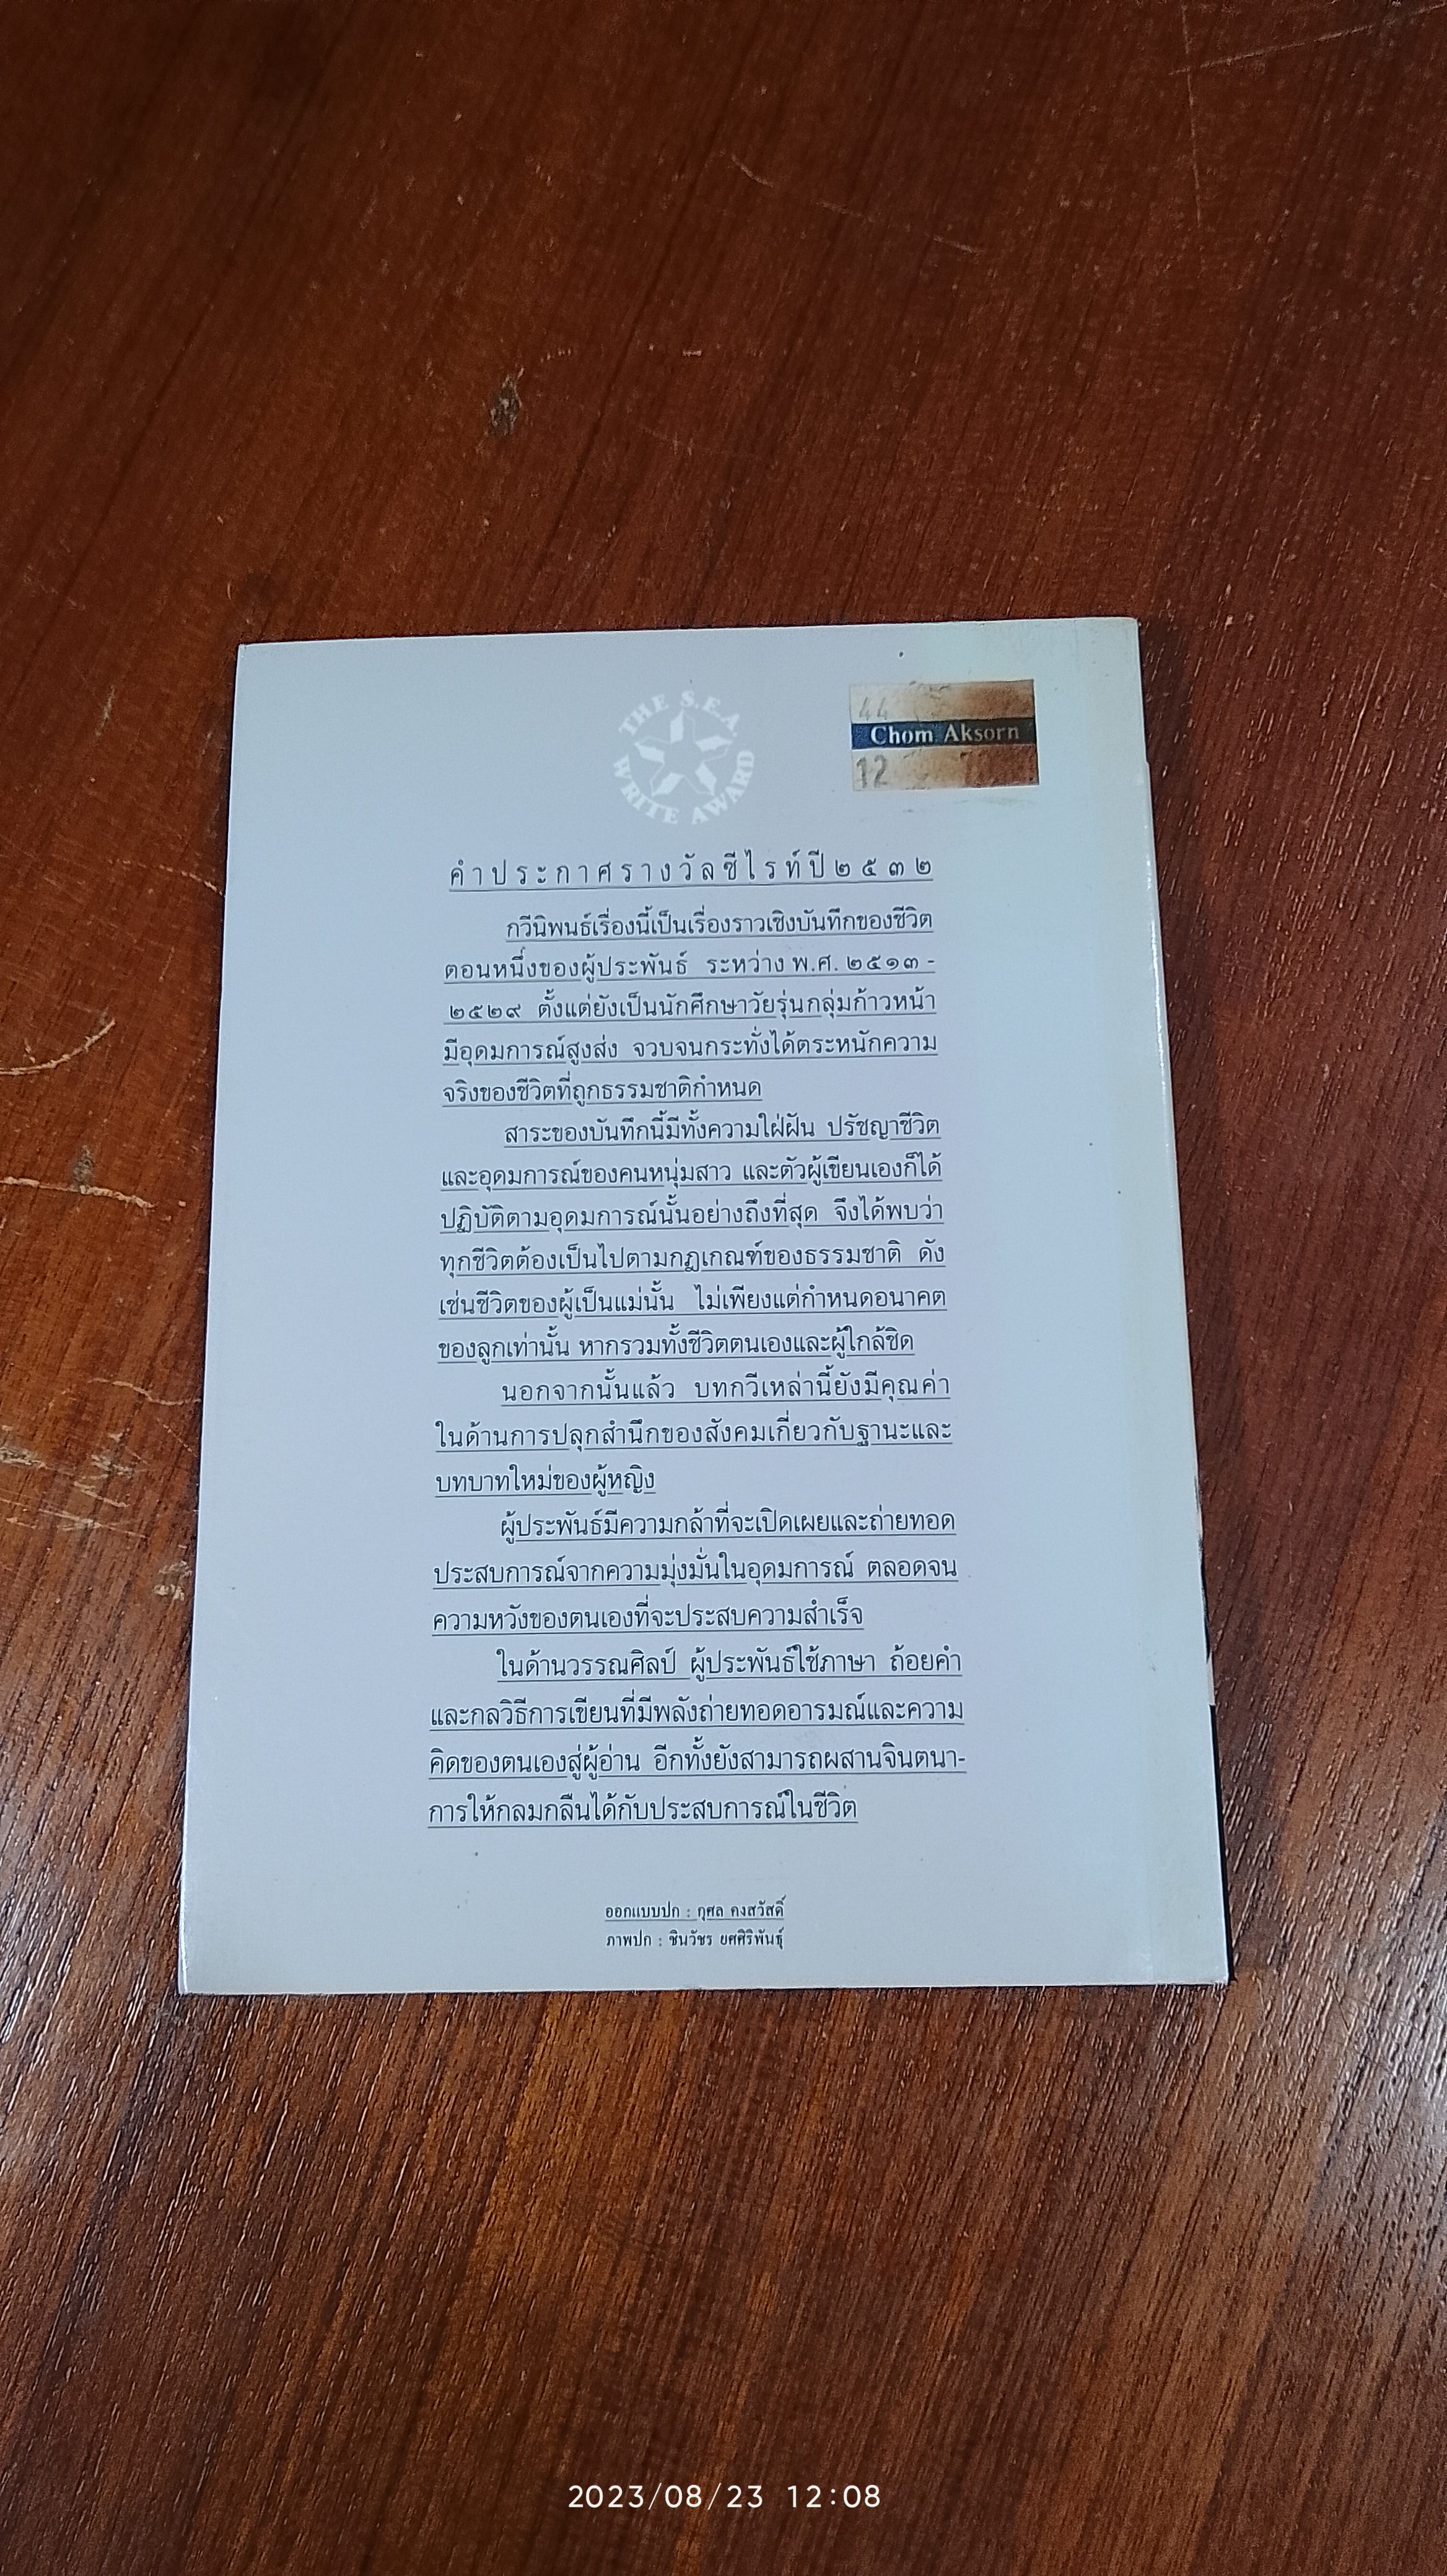 THE S.E.A. WRITE AWARD
44
Chom Aksorn
12
คำประกาศรางวัลซีไรท์ปี๒๕๓๒
กวีนิพนธ์เรื่องนี้เป็นเรื่องราวเชิงบันทึกของชีวิต
ตอนหนึ่งของผู้ประพันธ์ ระหว่าง พ.ศ. ๒๕๑๓ -
๒๕๒๙ ตั้งแต่ยังเป็นนักศึกษาวัยรุ่นกลุ่มก้าวหน้า
มีอุดมการณ์สูงส่ง จวบจนกระทั่งได้ตระหนักความ
จริงของชีวิตที่ถูกธรรมชาติกำหนด
สาระของบันทึกนี้มีทั้งความใฝ่ฝัน ปรัชญาชีวิต
และอุดมการณ์ของคนหนุ่มสาว และตัวผู้เขียนเองก็ได้
ปฏิบัติตามอุดมการณ์นั้นอย่างถึงที่สุด จึงได้พบว่า
ทุกชีวิตต้องเป็นไปตามกฎเกณฑ์ของธรรมชาติ ดัง
เช่นชีวิตของผู้เป็นแม่นั้น ไม่เพียงแต่กำหนดอนาคต
ของลูกเท่านั้น หากรวมทั้งชีวิตตนเองและผู้ใกล้ชิด
นอกจากนั้นแล้ว บทกวีเหล่านี้ยังมีคุณค่า
ในด้านการปลุกสำนึกของสังคมเกี่ยวกับฐานะและ
บทบาทใหม่ของผู้หญิง
ผู้ประพันธ์มีความกล้าที่จะเปิดเผยและถ่ายทอด
ประสบการณ์จากความมุ่งมั่นในอุดมการณ์ ตลอดจน
ความหวังของตนเองที่จะประสบความสำเร็จ
ในด้านวรรณศิลป์ ผู้ประพันธ์ใช้ภาษา ถ้อยคำ
และกลวิธีการเขียนที่มีพลังถ่ายทอดอารมณ์และความ
คิดของตนเองสู่ผู้อ่าน อีกทั้งยังสามารถผสานจินตนา-
การให้กลมกลืนได้กับประสบการณ์ในชีวิต
ออกแบบปก : กุศล คงสวัสดิ์
ภาพปก : ชินวัชร ยศศิริพันธุ์
2023/08/23 12:08